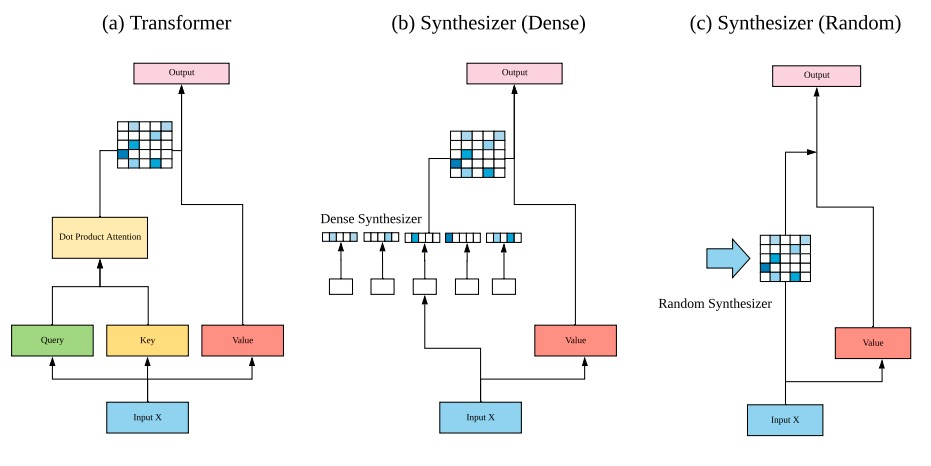 (a) Transformer
Output
Dot Product Attention
Query
Key
Value
Input X
(b) Synthesizer (Dense)
Output
Dense Synthesizer
Value
Input X
(c) Synthesizer (Random)
Output
Random Synthesizer
Value
Input X